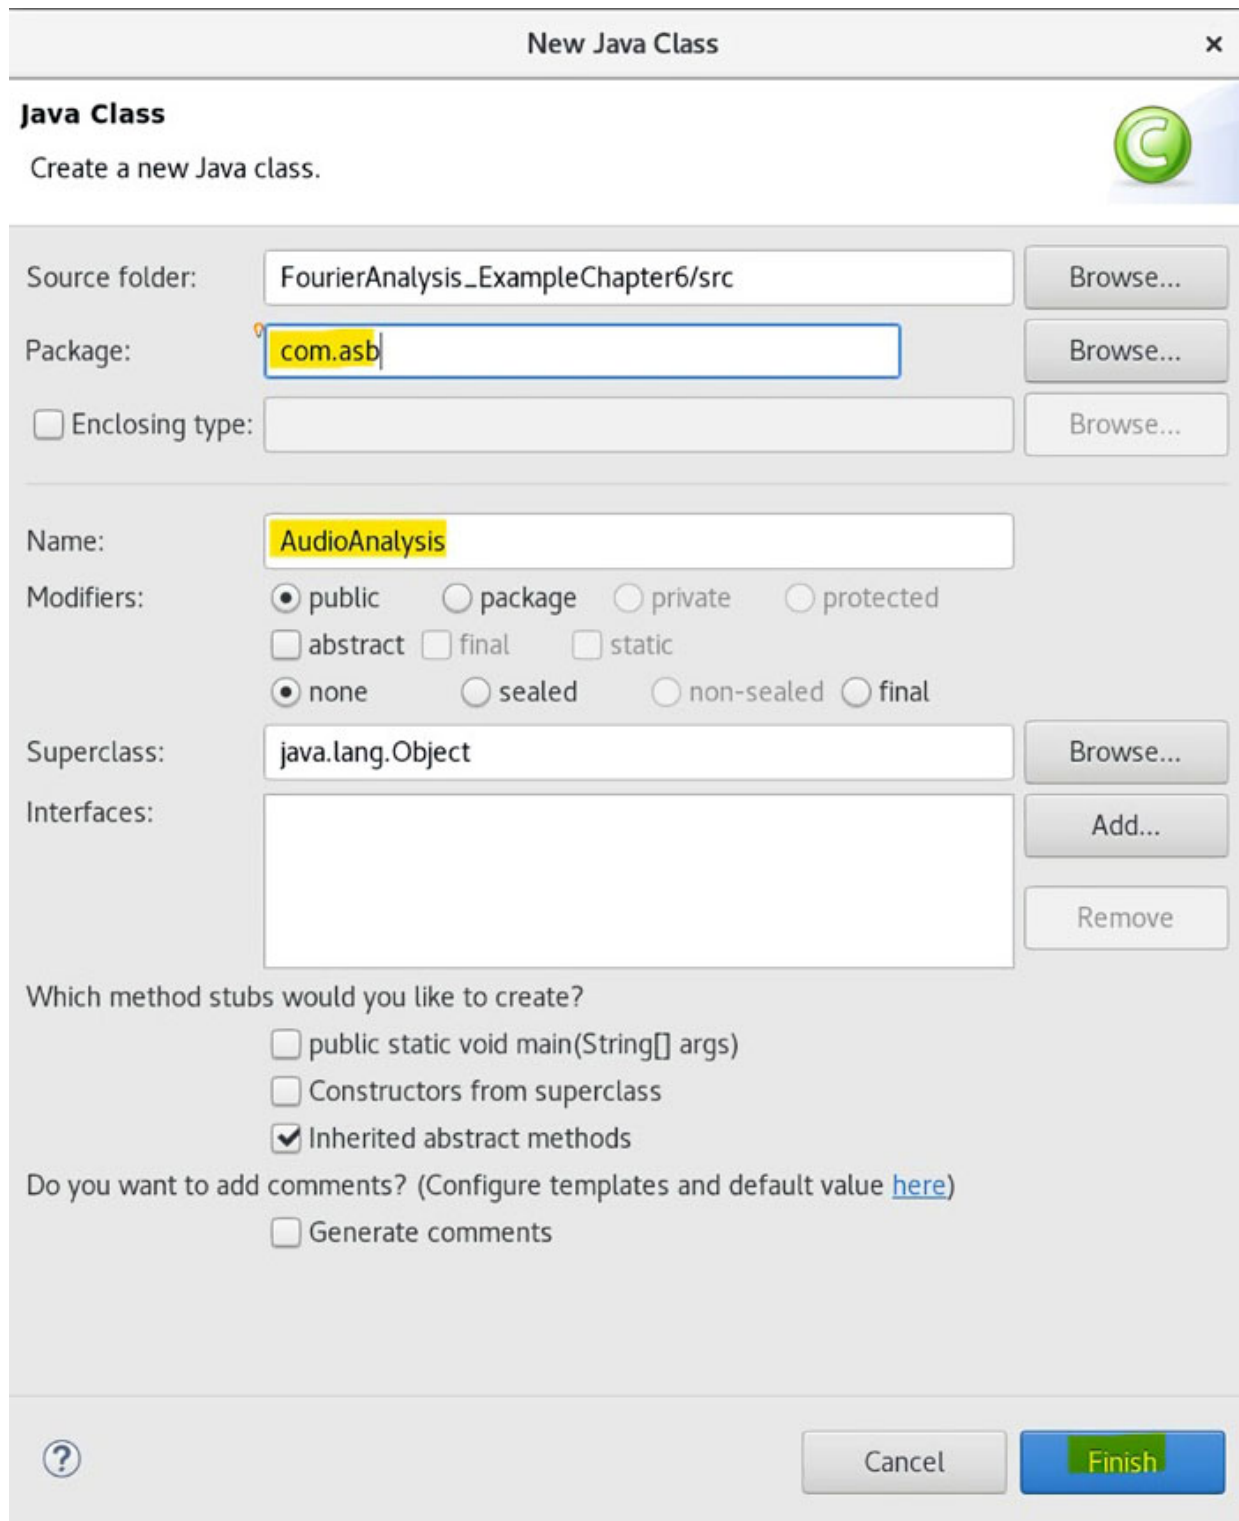 New Java Class ×
Java Class
Create a new Java class.
C
Source folder: FourierAnalysis_ExampleChapter6/src Browse...
Package: com.asb Browse...
Enclosing type: Browse...
Name: AudioAnalysis
Modifiers: public package private protected
abstract final static
none sealed non-sealed final
Superclass: java.lang.Object Browse...
Interfaces: Add...
Remove
Which method stubs would you like to create?
public static void main(String[] args)
Constructors from superclass
Inherited abstract methods
Do you want to add comments? (Configure templates and default value here)
Generate comments
? Cancel Finish